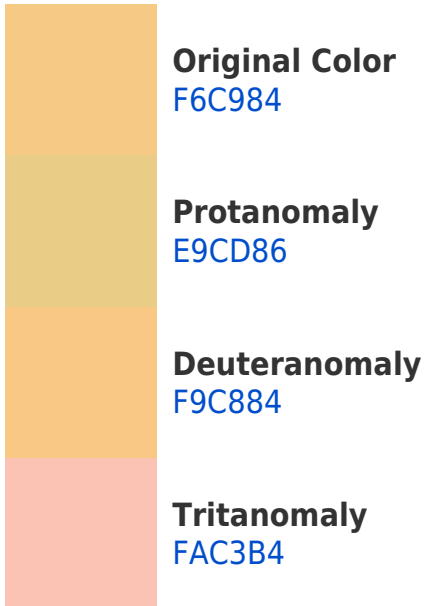 Original Color
F6C984
Protanomaly
E9CD86
Deuteranomaly
F9C884
Tritanomaly
FAC3B4